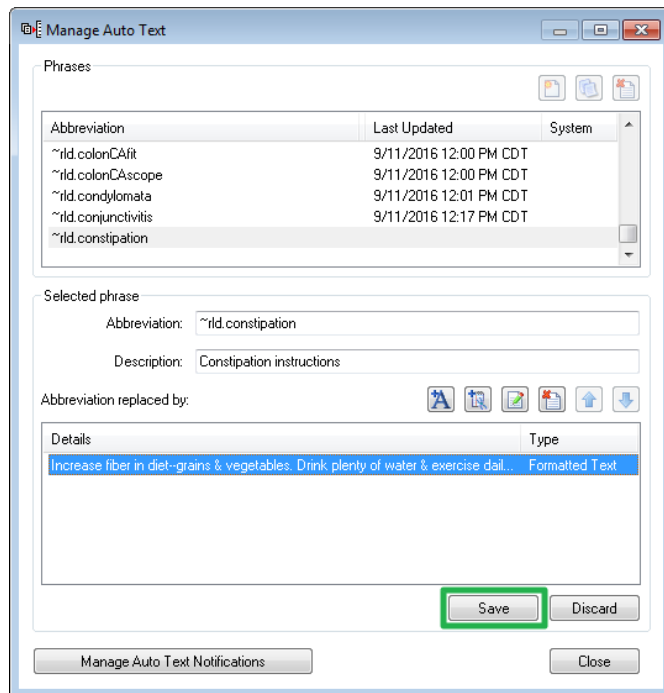 Manage Auto Text
Phrases
Abbreviation Last Updated System
~rld.colonCAfit 9/11/2016 12:00 PM CDT
~rld.colonCAscope 9/11/2016 12:00 PM CDT
~rld.condylomata 9/11/2016 12:01 PM CDT
~rld.conjunctivitis 9/11/2016 12:17 PM CDT
~rld.constipation
Selected phrase
Abbreviation: ~rld.constipation
Description: Constipation instructions
Abbreviation replaced by:
Details Type
Increase fiber in diet--grains & vegetables. Drink plenty of water & exercise dail... Formatted Text
Save Discard
Manage Auto Text Notifications Close